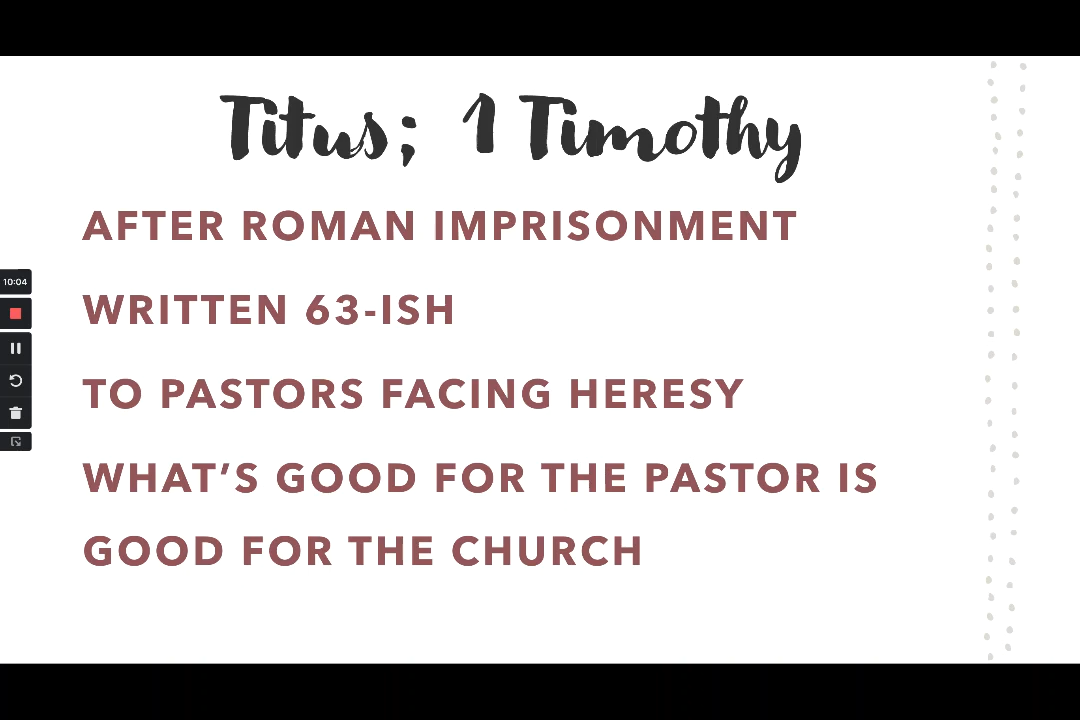 Titus; 1 Timothy
AFTER ROMAN IMPRISONMENT
WRITTEN 63-ISH
10:04
TO PASTORS FACING HERESY
WHAT’S GOOD FOR THE PASTOR IS
GOOD FOR THE CHURCH